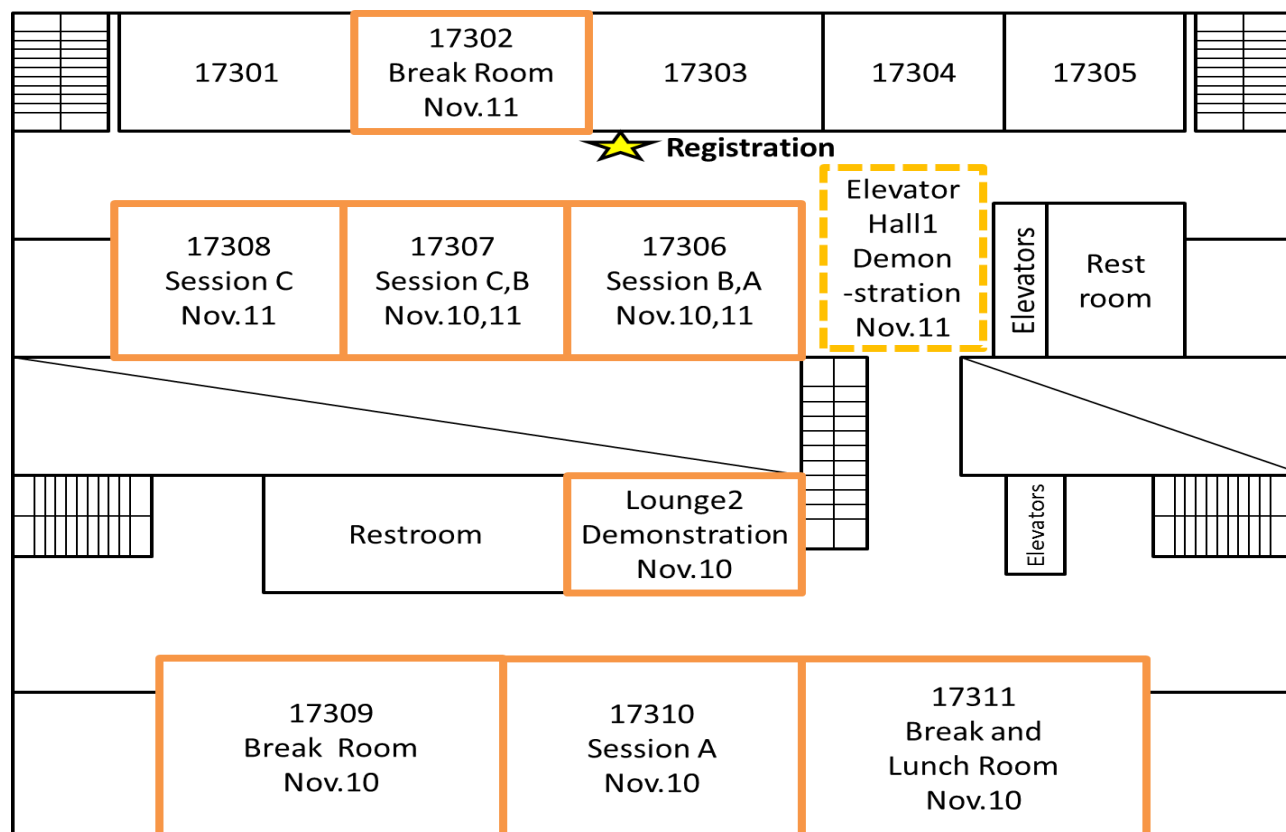 17301
17302
Break Room
Nov.11
17303
17304
17305
Registration
17308
Session C
Nov.11
17307
Session C,B
Nov.10,11
17306
Session B,A
Nov.10,11
Elevator
Hall1
Demon
-stration
Nov.11
Elevators
Rest
room
Restroom
Lounge2
Demonstration
Nov.10
Elevators
17309
Break Room
Nov.10
17310
Session A
Nov.10
17311
Break and
Lunch Room
Nov.10